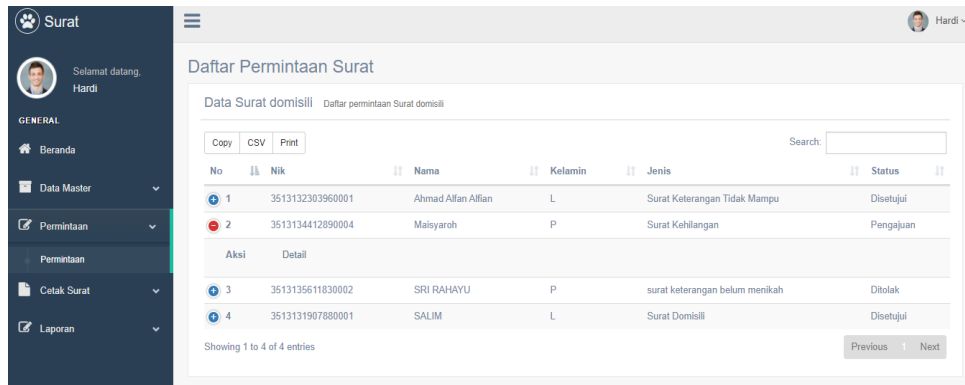 Surat
Hardi
Selamat datang,
Hardi
GENERAL
Beranda
Data Master
Permintaan
Permintaan
Cetak Surat
Laporan
Daftar Permintaan Surat
Data Surat domisili Daftar permintaan Surat domisili
Copy CSV Print Search:
No Nik Nama Kelamin Jenis Status
1 3513132303960001 Ahmad Alfan Alfian L Surat Keterangan Tidak Mampu Disetujui
2 3513134412890004 Maisyaroh P Surat Kehilangan Pengajuan
Aksi Detail
3 3513135611830002 SRI RAHAYU P surat keterangan belum menikah Ditolak
4 3513131907880001 SALIM L Surat Domisili Disetujui
Showing 1 to 4 of 4 entries Previous 1 Next